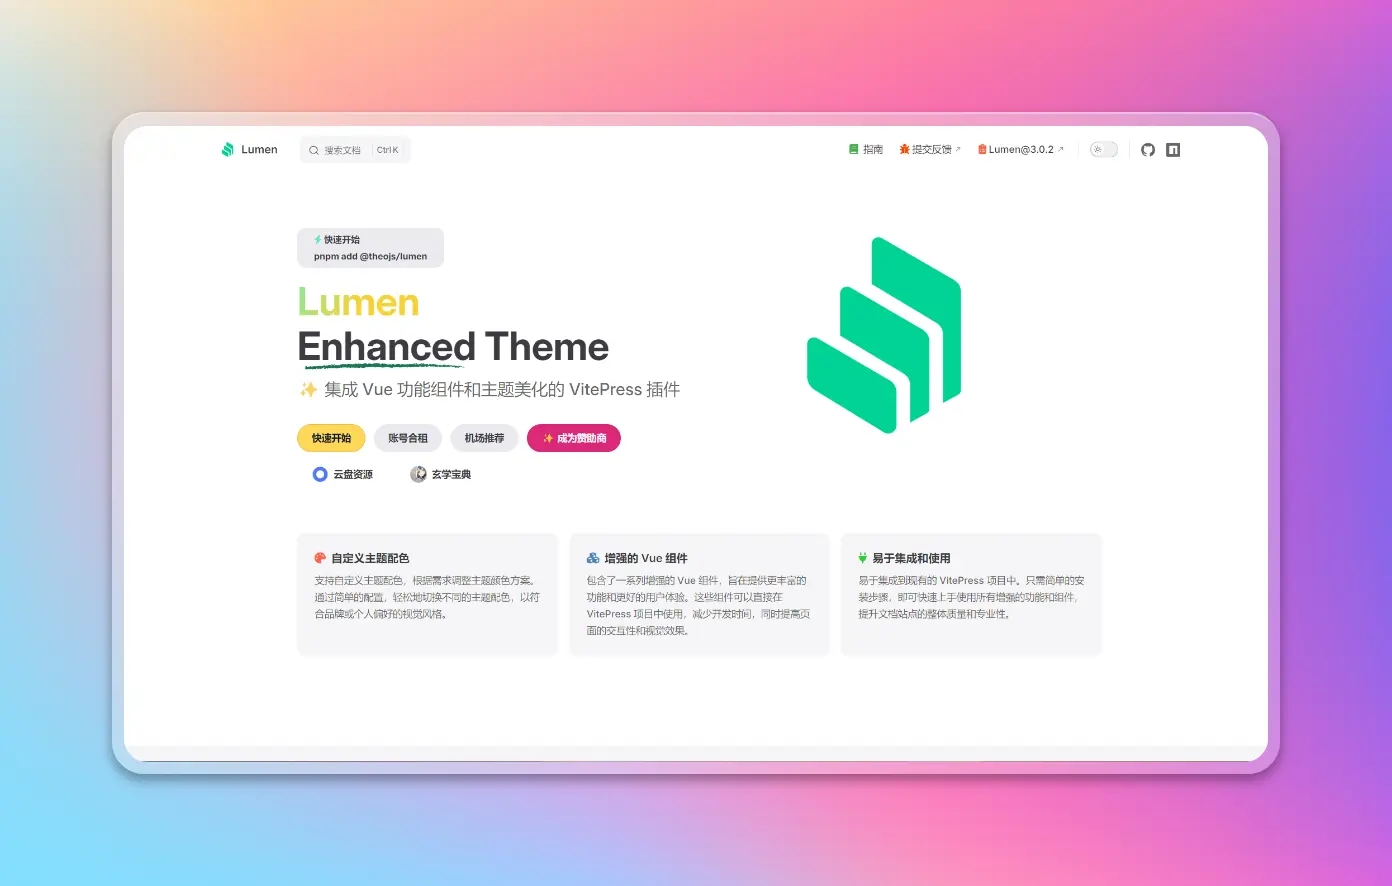 Lumen
搜索文档
Ctrl K
指南
提交反馈
Lumen@3.0.2
快速开始
pnpm add @theojs/lumen
Lumen
Enhanced Theme
✨ 集成 Vue 功能组件和主题美化的 VitePress 插件
快速开始
账号合租
机场推荐
✨ 成为赞助商
云盘资源
玄学宝典
自定义主题配色
支持自定义主题配色，根据需求调整主题颜色方案。
通过简单的配置，轻松地切换不同的主题配色，以符
合品牌或个人偏好的视觉风格。
增强的 Vue 组件
包含了一系列增强的 Vue 组件，旨在提供更丰富的
功能和更好的用户体验。这些组件可以直接在
VitePress 项目中使用，减少开发时间，同时提高页
面的交互性和视觉效果。
易于集成和使用
易于集成到现有的 VitePress 项目中。只需简单的安
装步骤，即可快速上手使用所有增强的功能和组件，
提升文档站点的整体质量和专业性。